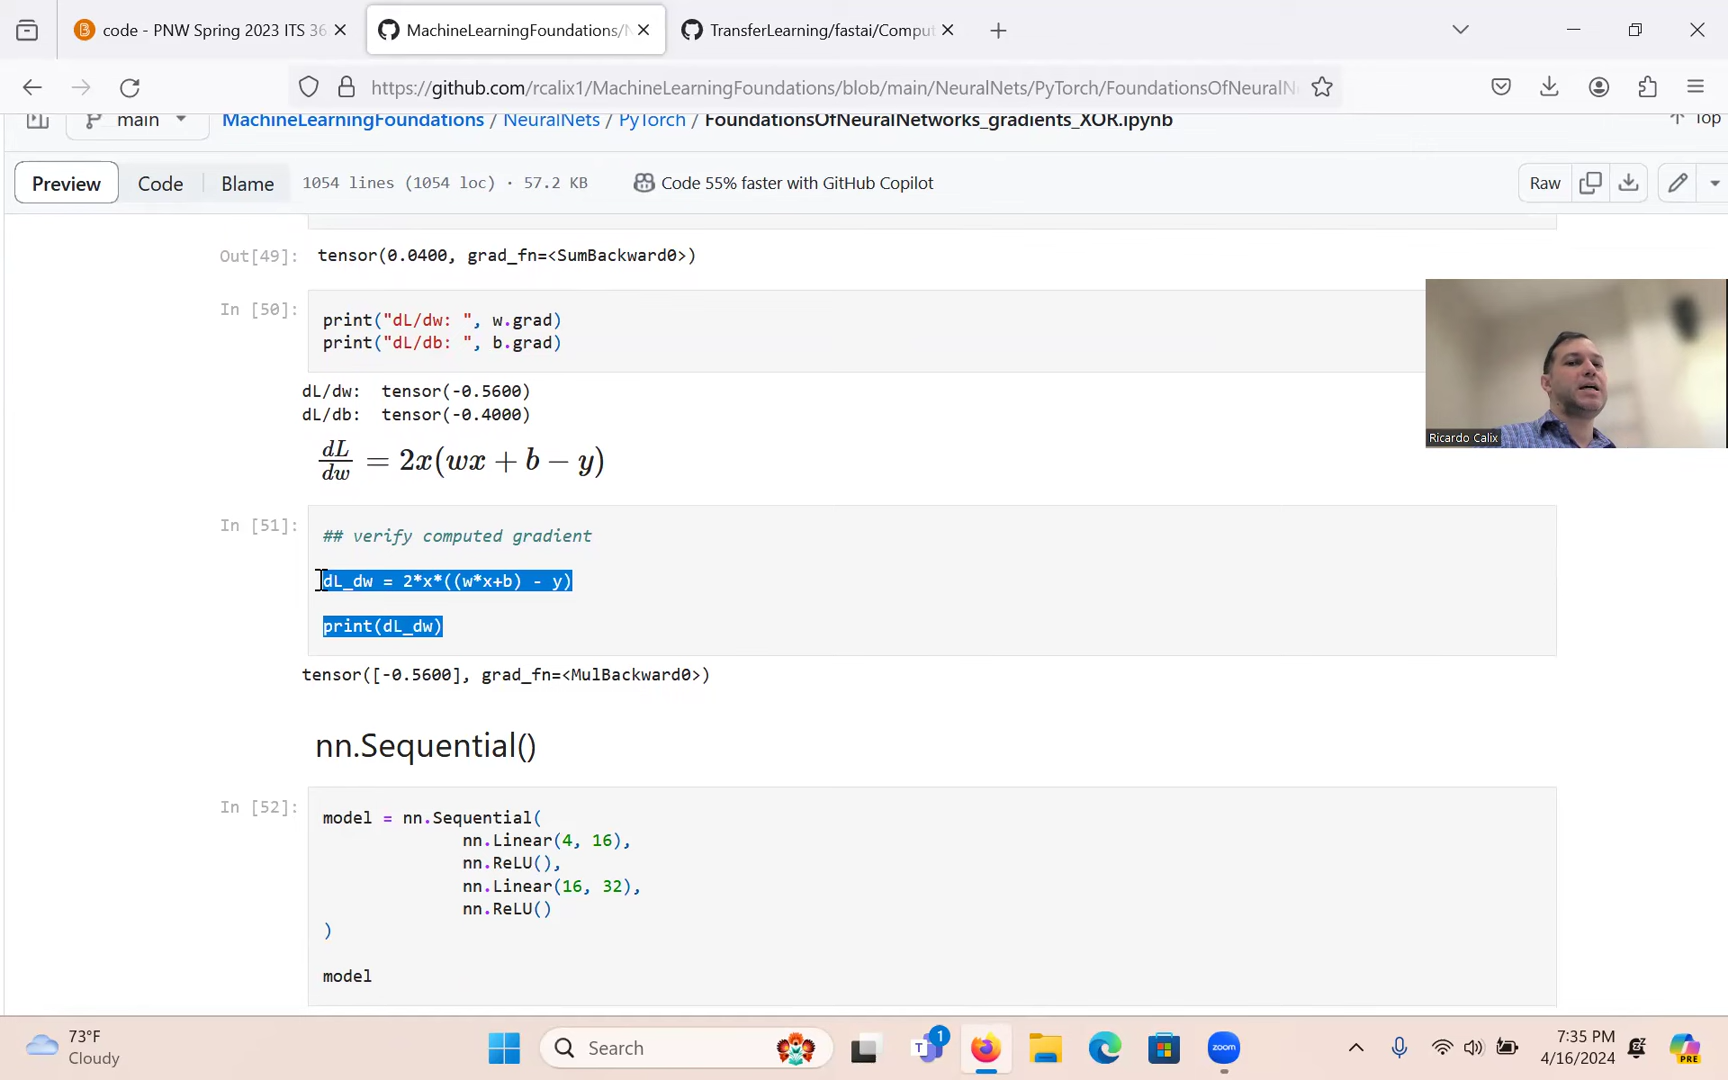 code - PNW Spring 2023 ITS 36
MachineLearningFoundations/N
TransferLearning/fastai/Comput
https://github.com/rcalix1/MachineLearningFoundations/blob/main/NeuralNets/PyTorch/FoundationsOfNeuralN
main
MachineLearningFoundations / NeuralNets / PyTorch / FoundationsOfNeuralNetworks_gradients_XOR.ipynb
Top
Preview
Code
Blame
1054 lines (1054 loc) · 57.2 KB
Code 55% faster with GitHub Copilot
Raw
Out[49]: tensor(0.0400, grad_fn=<SumBackward0>)
In [50]:
print("dL/dw: ", w.grad)
print("dL/db: ", b.grad)
dL/dw:  tensor(-0.5600)
dL/db:  tensor(-0.4000)
dL/dw = 2x(wx + b − y)
Ricardo Calix
In [51]:
## verify computed gradient
dL_dw = 2*x*((w*x+b) - y)
print(dL_dw)
tensor([-0.5600], grad_fn=<MulBackward0>)
nn.Sequential()
In [52]:
model = nn.Sequential(
nn.Linear(4, 16),
nn.ReLU(),
nn.Linear(16, 32),
nn.ReLU()
)
model
73°F
Cloudy
Search
T
1
zoom
7:35 PM
4/16/2024
PRE